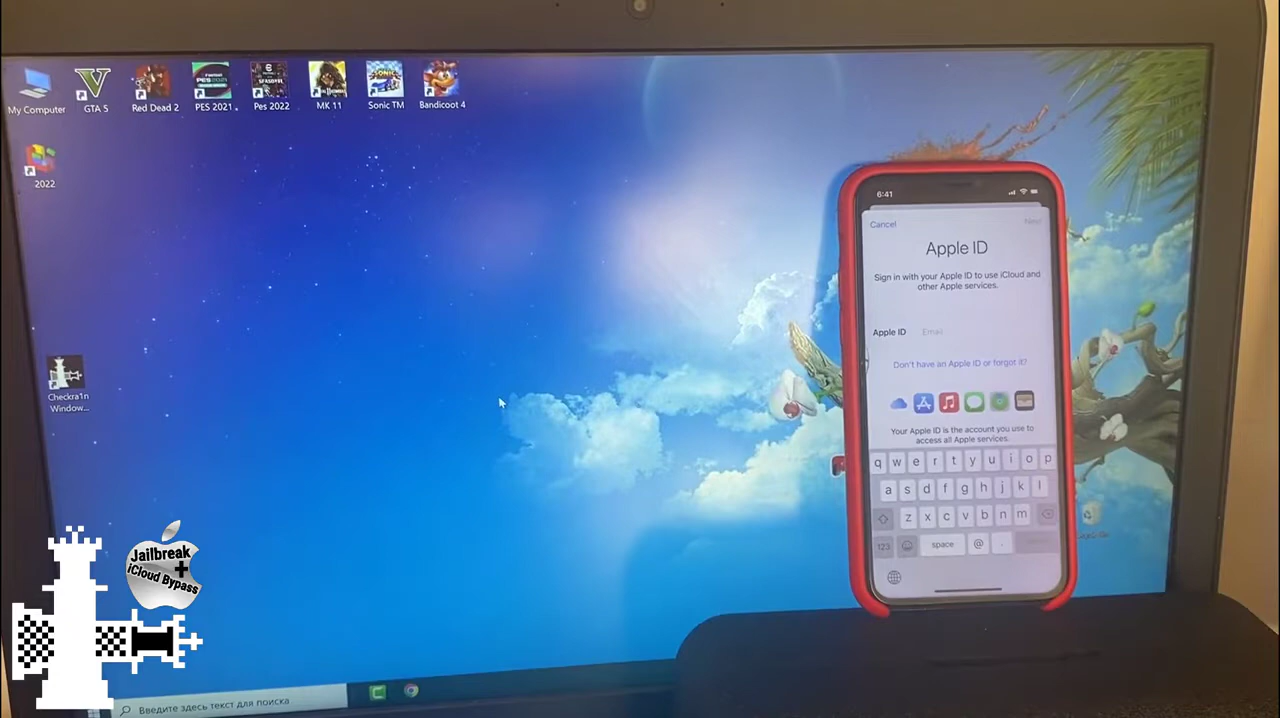 My Computer
GTA 5
Red Dead 2
PES 2021
Pes 2022
MK 11
Sonic TM
Bandicoot 4
2022
Checkra1n
Window...
Jailbreak
+
iCloud Bypass
Введите здесь текст для поиска
6:41
Cancel
Next
Apple ID
Sign in with your Apple ID to use iCloud and
other Apple services.
Apple ID Email
Don't have an Apple ID or forgot it?
Your Apple ID is the account you use to
access all Apple services.
q w e r t y u i o p
a s d f g h j k l
z x c v b n m
123 space @ .